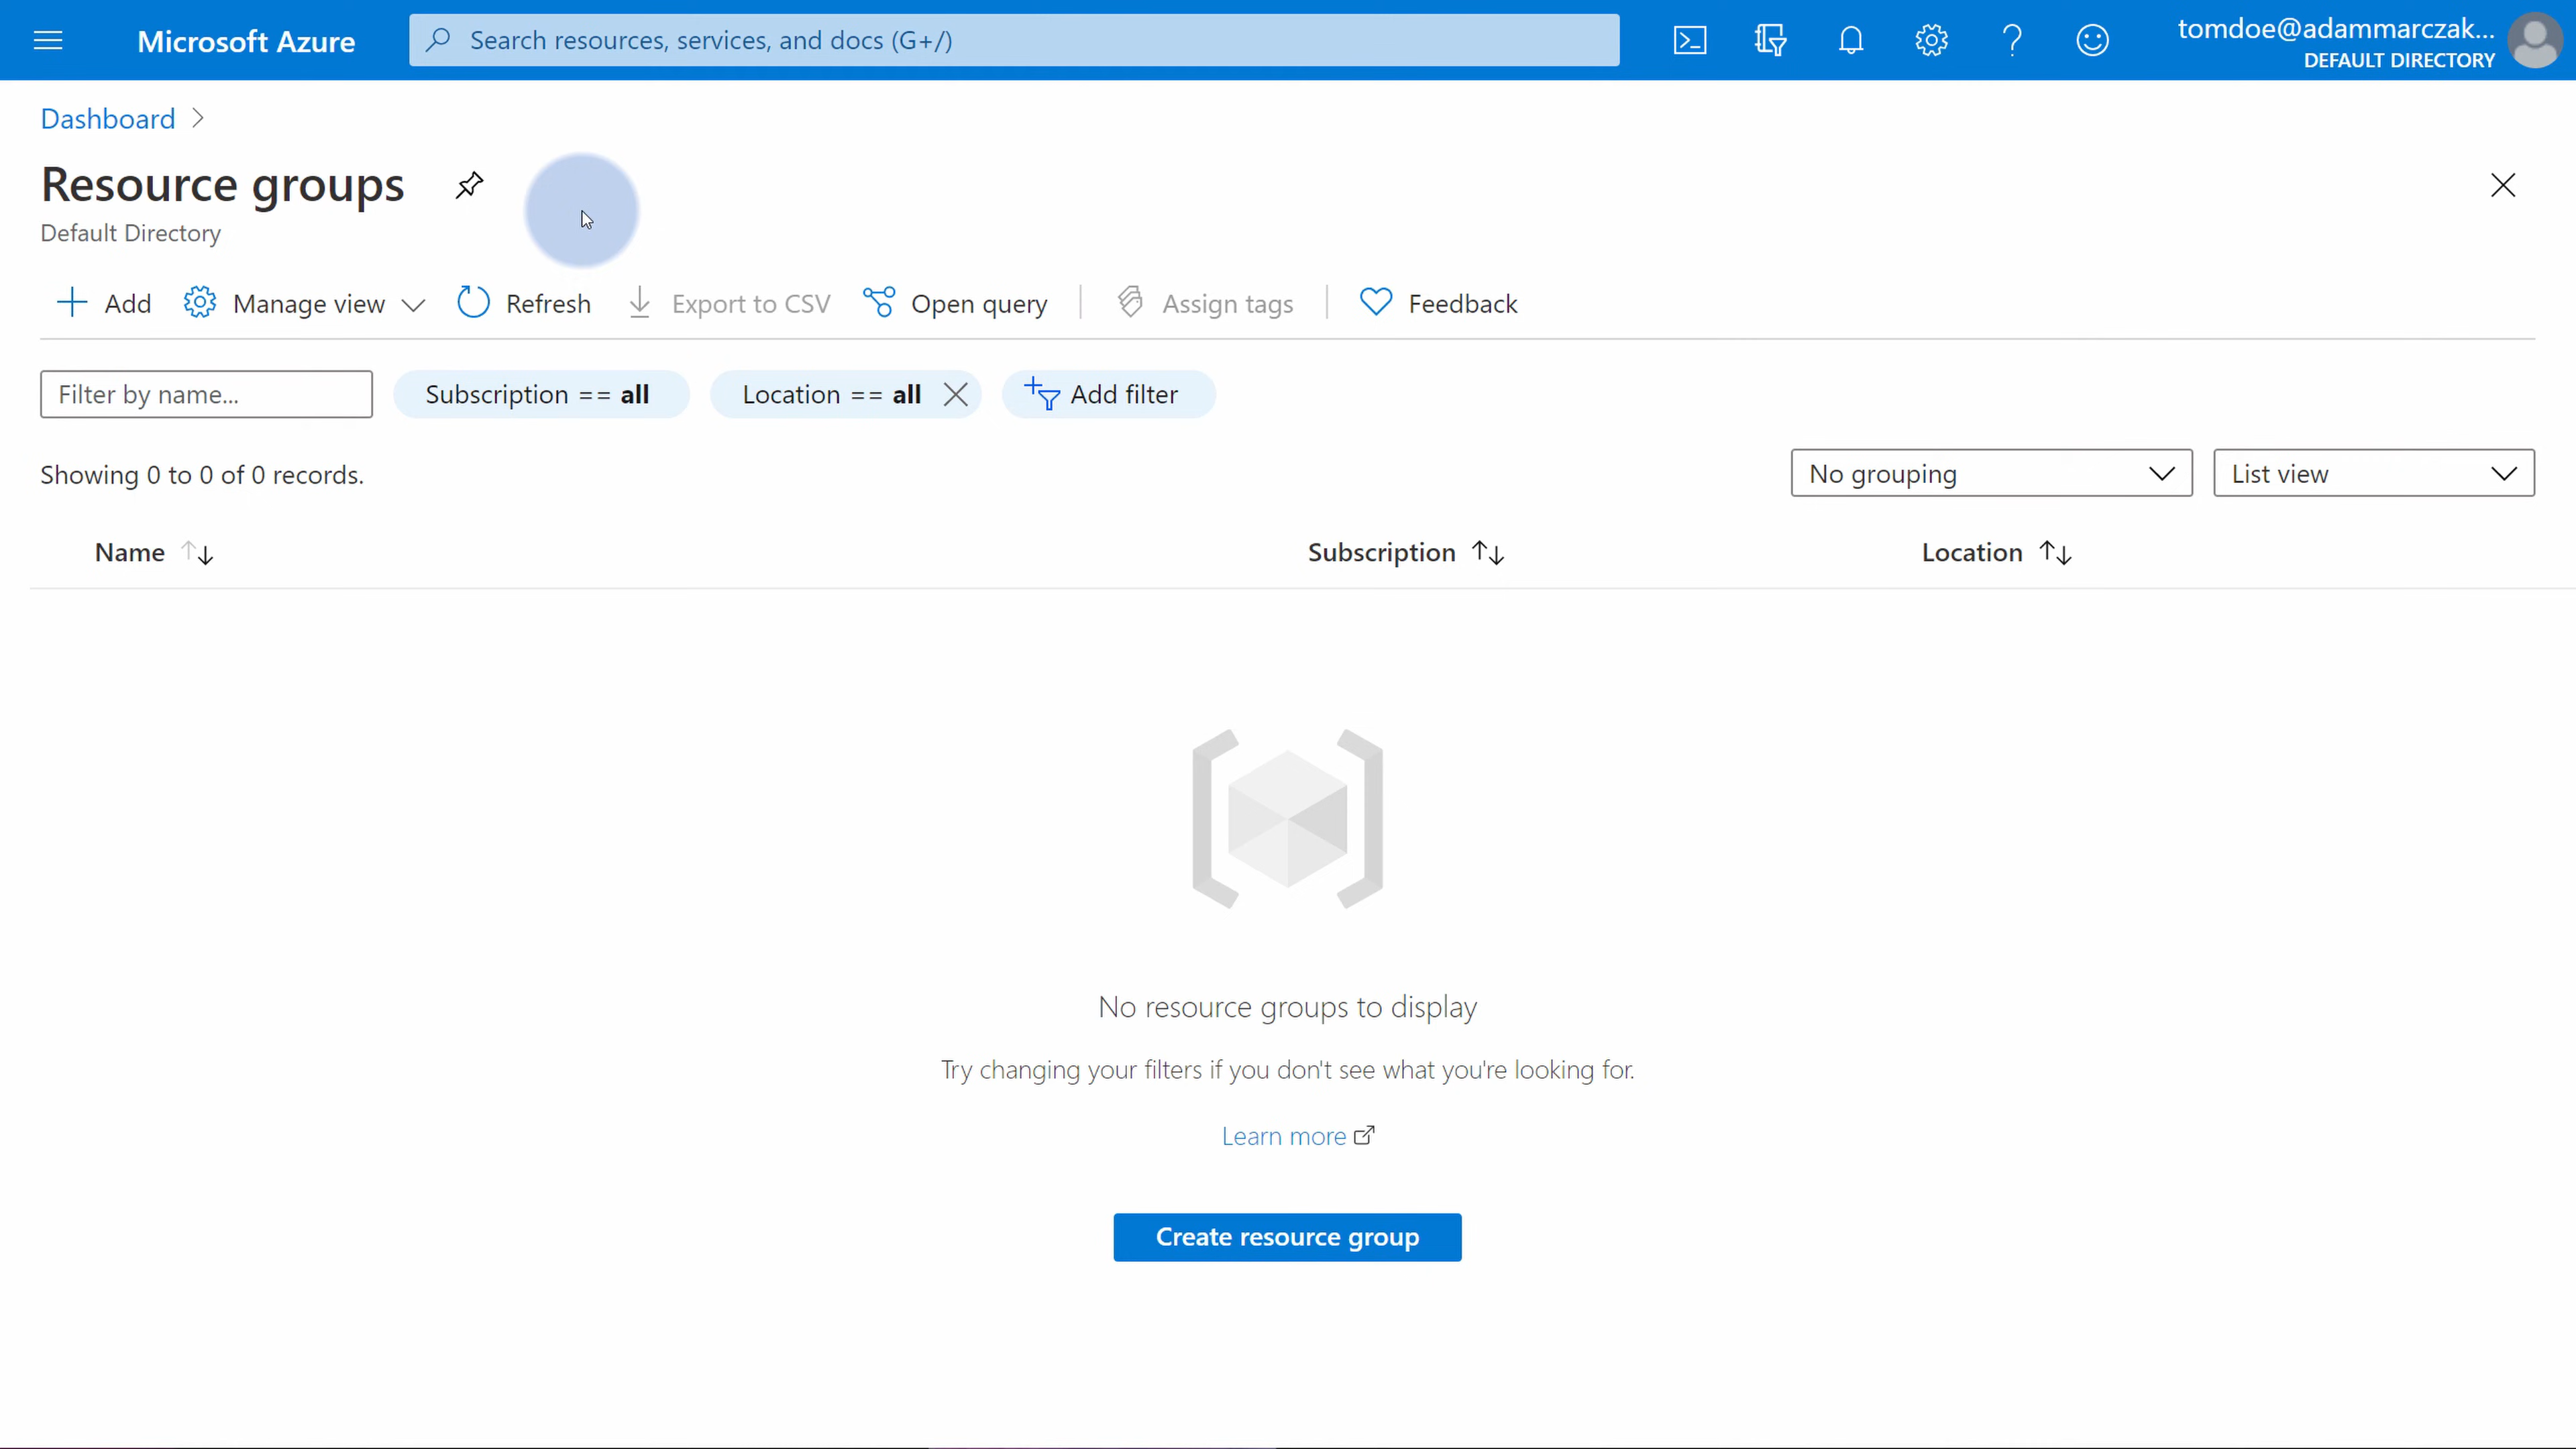 Microsoft Azure
Search resources, services, and docs (G+/)
tomdoe@adammarczak...
DEFAULT DIRECTORY
Dashboard
Resource groups
Default Directory
Add
Manage view
Refresh
Export to CSV
Open query
Assign tags
Feedback
Filter by name...
Subscription == all
Location == all
Add filter
Showing 0 to 0 of 0 records.
No grouping
List view
Name
Subscription
Location
No resource groups to display
Try changing your filters if you don't see what you're looking for.
Learn more
Create resource group